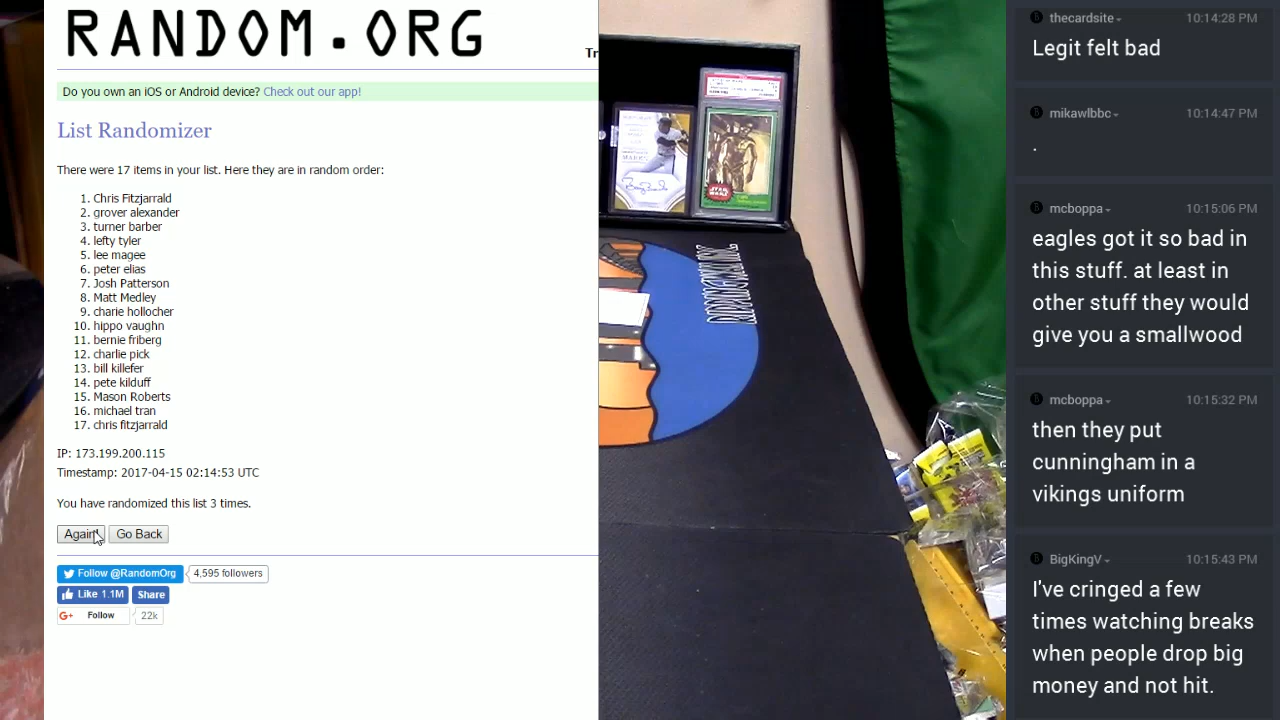 RANDOM.ORG
Tr
Do you own an iOS or Android device? Check out our app!
List Randomizer
There were 17 items in your list. Here they are in random order:
1. Chris Fitzjarrald
2. grover alexander
3. turner barber
4. lefty tyler
5. lee magee
6. peter elias
7. Josh Patterson
8. Matt Medley
9. charie hollocher
10. hippo vaughn
11. bernie friberg
12. charlie pick
13. bill killefer
14. pete kilduff
15. Mason Roberts
16. michael tran
17. chris fitzjarrald
IP: 173.199.200.115
Timestamp: 2017-04-15 02:14:53 UTC
You have randomized this list 3 times.
Again!
Go Back
Follow @RandomOrg
4,595 followers
Like 1.1M
Share
G+ Follow
22k
STAR
WARS
thecardsite
10:14:28 PM
Legit felt bad
mikawlbbc
10:14:47 PM
.
mcboppa
10:15:06 PM
eagles got it so bad in
this stuff. at least in
other stuff they would
give you a smallwood
mcboppa
10:15:32 PM
then they put
cunningham in a
vikings uniform
BigKingV
10:15:43 PM
I've cringed a few
times watching breaks
when people drop big
money and not hit.